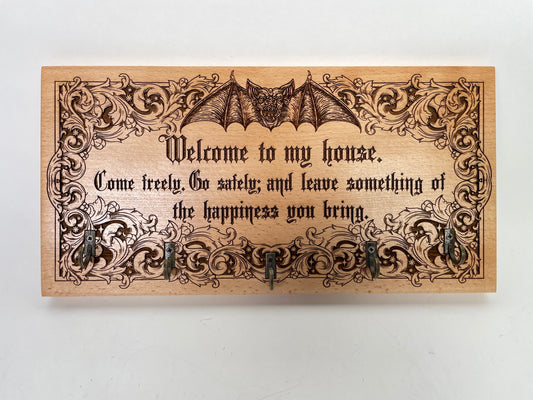 Welcome to my house.
Come freely. Go safely; and leave something of
the happiness you bring.